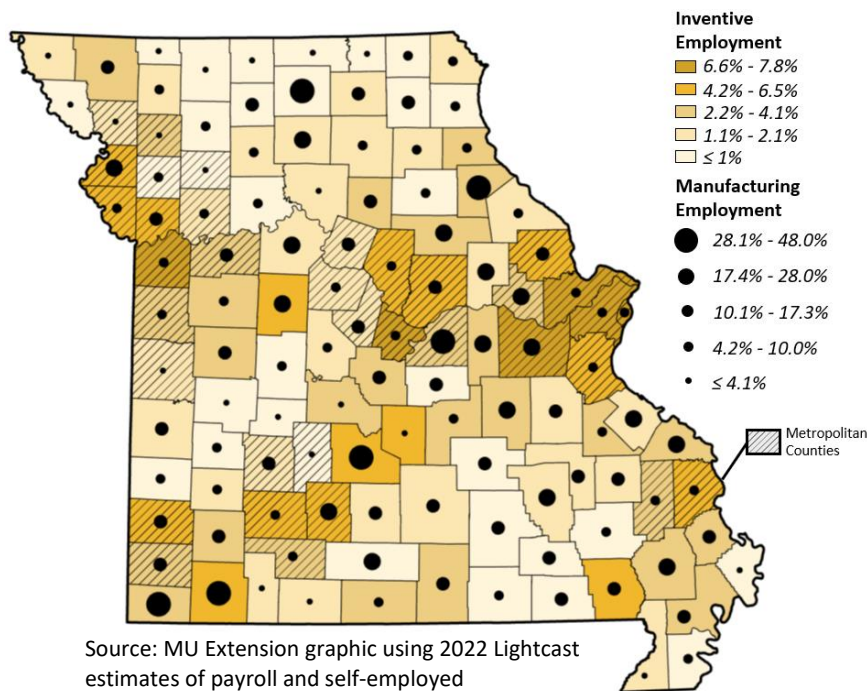 Inventive
Employment
6.6% - 7.8%
4.2% - 6.5%
2.2% - 4.1%
1.1% - 2.1%
≤ 1%
Manufacturing
Employment
28.1% - 48.0%
17.4% - 28.0%
10.1% - 17.3%
4.2% - 10.0%
≤ 4.1%
Metropolitan
Counties
Source: MU Extension graphic using 2022 Lightcast
estimates of payroll and self-employed